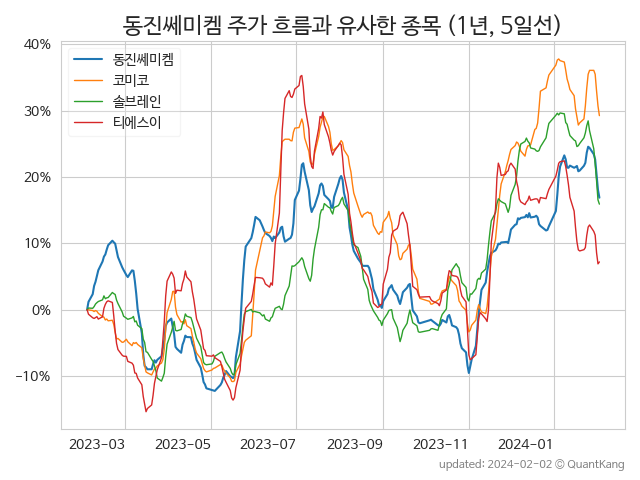 동진쎄미켐 주가 흐름과 유사한 종목 (1년, 5일선)
40%
30%
20%
10%
0%
−10%
동진쎄미켐
코미코
솔브레인
티에스이
2023-03
2023-05
2023-07
2023-09
2023-11
2024-01
updated: 2024-02-02 © QuantKang